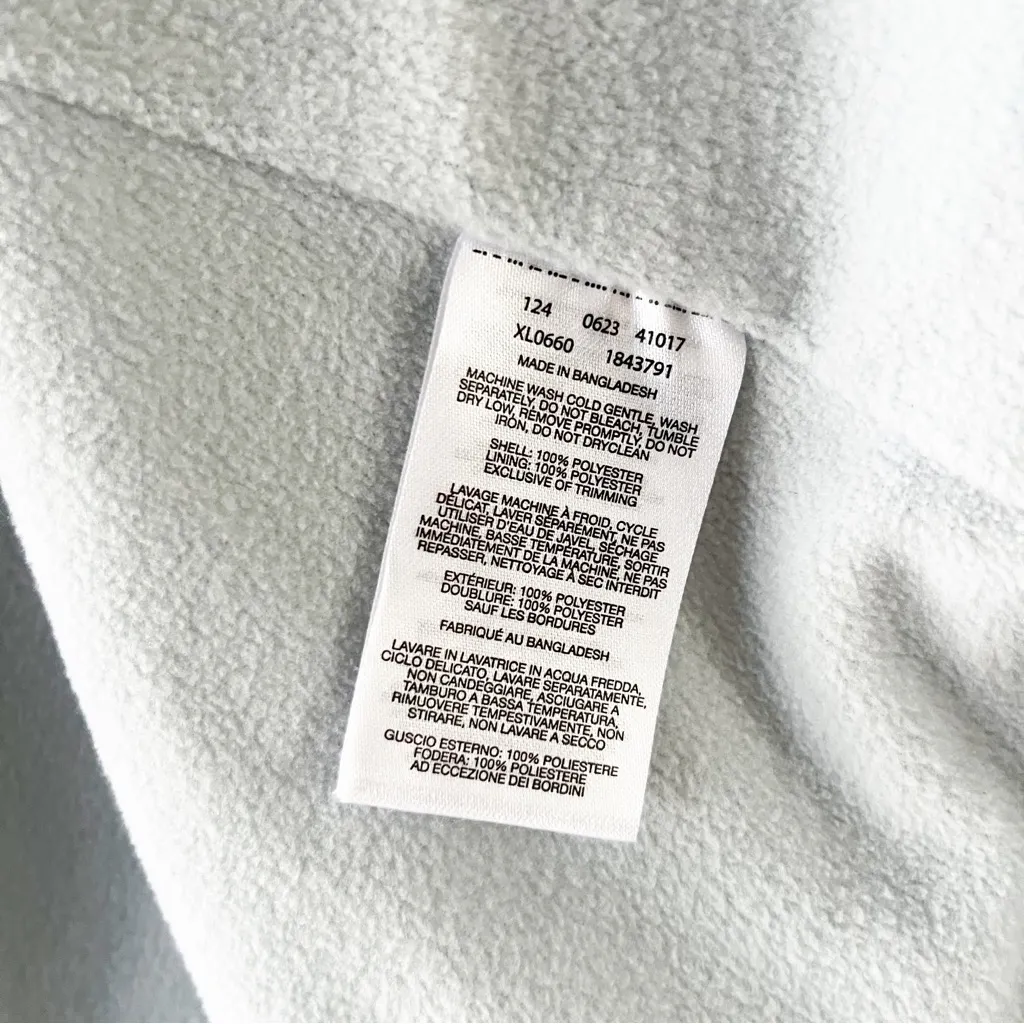 124 0623 41017
XL0660 1843791
MADE IN BANGLADESH
MACHINE WASH COLD GENTLE, WASH
SEPARATELY, DO NOT BLEACH, TUMBLE
DRY LOW, REMOVE PROMPTLY, DO NOT
IRON, DO NOT DRYCLEAN
SHELL: 100% POLYESTER
LINING: 100% POLYESTER
EXCLUSIVE OF TRIMMING
LAVAGE MACHINE À FROID, CYCLE
DÉLICAT, LAVER SÉPARÉMENT, NE PAS
UTILISER D'EAU DE JAVEL, SÉCHAGE
MACHINE, BASSE TEMPÉRATURE, SORTIR
IMMÉDIATEMENT DE LA MACHINE, NE PAS
REPASSER, NETTOYAGE À SEC INTERDIT
EXTÉRIEUR: 100% POLYESTER
DOUBLURE: 100% POLYESTER
SAUF LES BORDURES
FABRIQUÉ AU BANGLADESH
LAVARE IN LAVATRICE IN ACQUA FREDDA,
CICLO DELICATO, LAVARE SEPARATAMENTE,
NON CANDEGGIARE, ASCIUGARE A
TAMBURO A BASSA TEMPERATURA,
RIMUOVERE TEMPESTIVAMENTE, NON
STIRARE, NON LAVARE A SECCO
GUSCIO ESTERNO: 100% POLIESTERE
FODERA: 100% POLIESTERE
AD ECCEZIONE DEI BORDINI